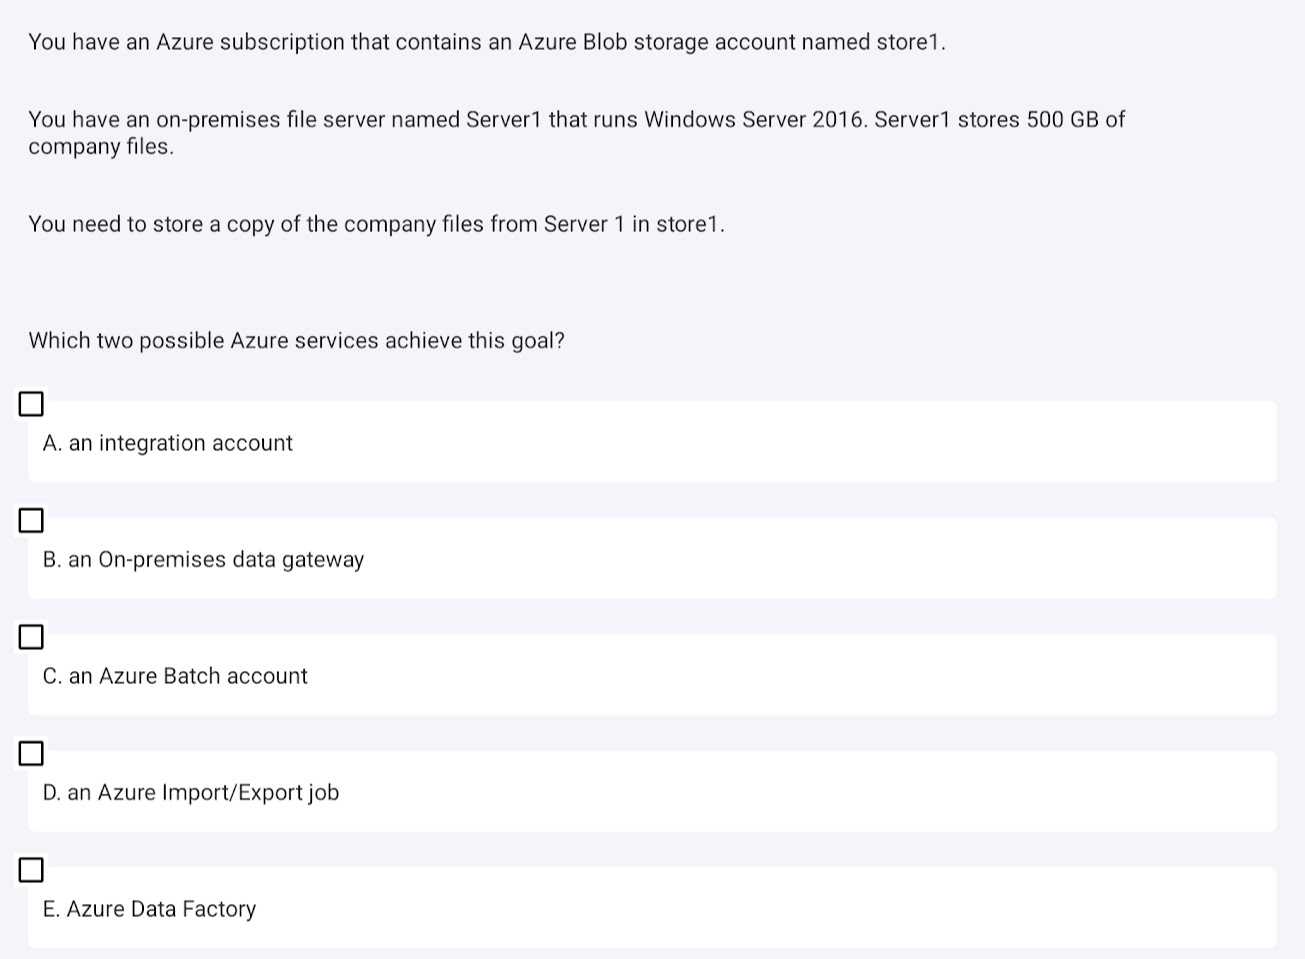 You have an Azure subscription that contains an Azure Blob storage account named store1.
You have an on-premises file server named Server1 that runs Windows Server 2016. Server1 stores 500 GB of
company files.
You need to store a copy of the company files from Server 1 in store1.
Which two possible Azure services achieve this goal?
A. an integration account
B. an On-premises data gateway
C. an Azure Batch account
D. an Azure Import/Export job
E. Azure Data Factory